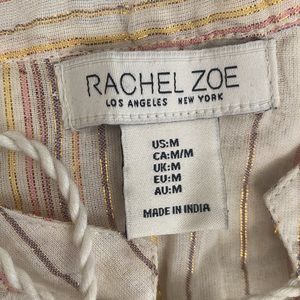 RACHEL ZOE
LOS ANGELES NEW YORK
US:M
CA:M/M
UK:M
EU:M
AU:M
MADE IN INDIA